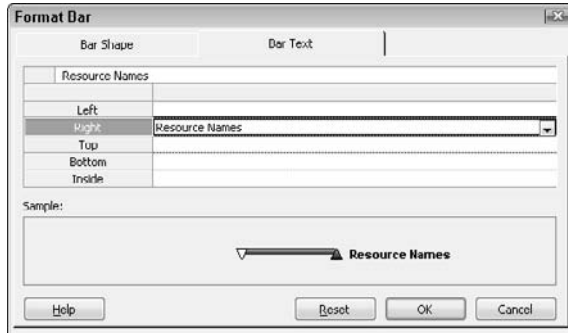 Format Bar
Bar Shape Bar Text
Resource Names
Left
Right Resource Names
Top
Bottom
Inside
Sample:
Resource Names
Help Reset OK Cancel